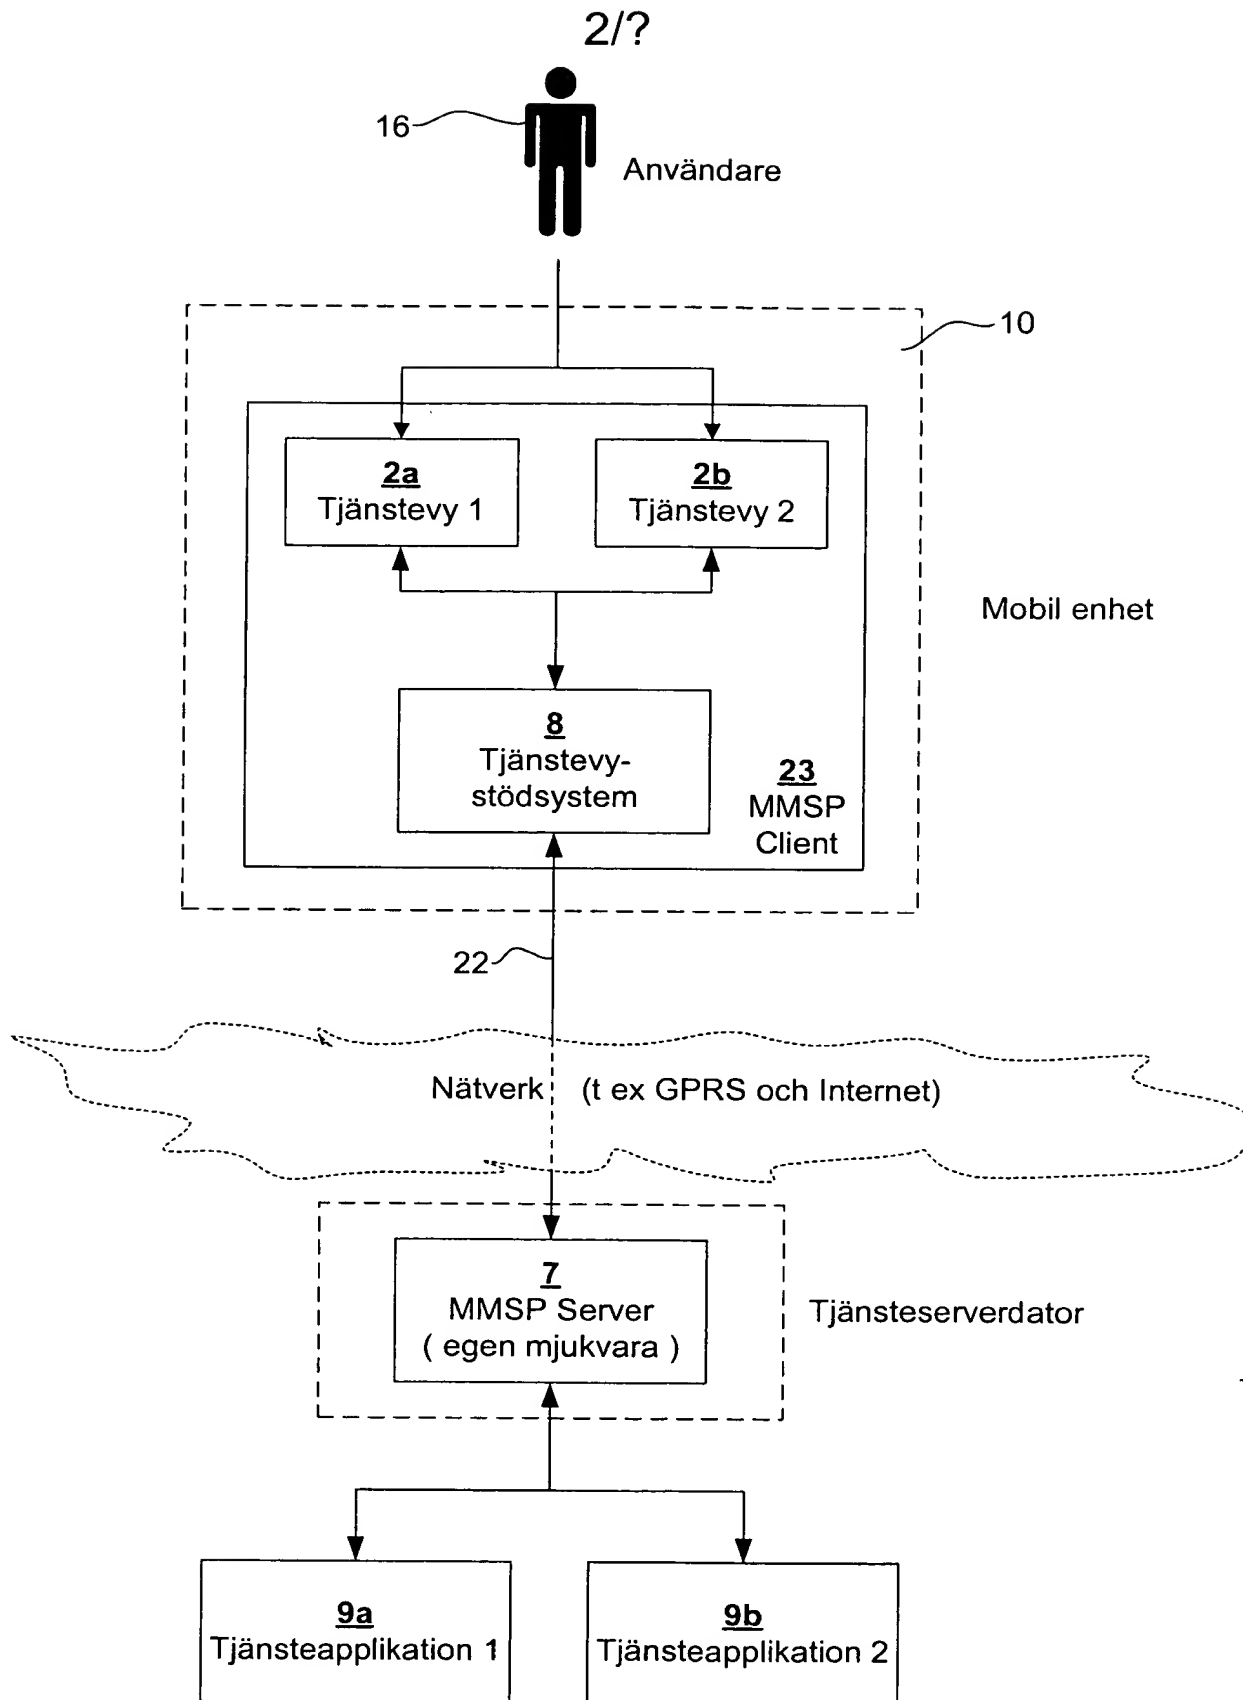 2/?
16
Användare
10
2a
Tjänstevy 1
2b
Tjänstevy 2
Mobil enhet
8
Tjänstevy-
stödsystem
23
MMSP
Client
22
Nätverk (t ex GPRS och Internet)
7
MMSP Server
( egen mjukvara )
Tjänsteserverdator
9a
Tjänsteapplikation 1
9b
Tjänsteapplikation 2